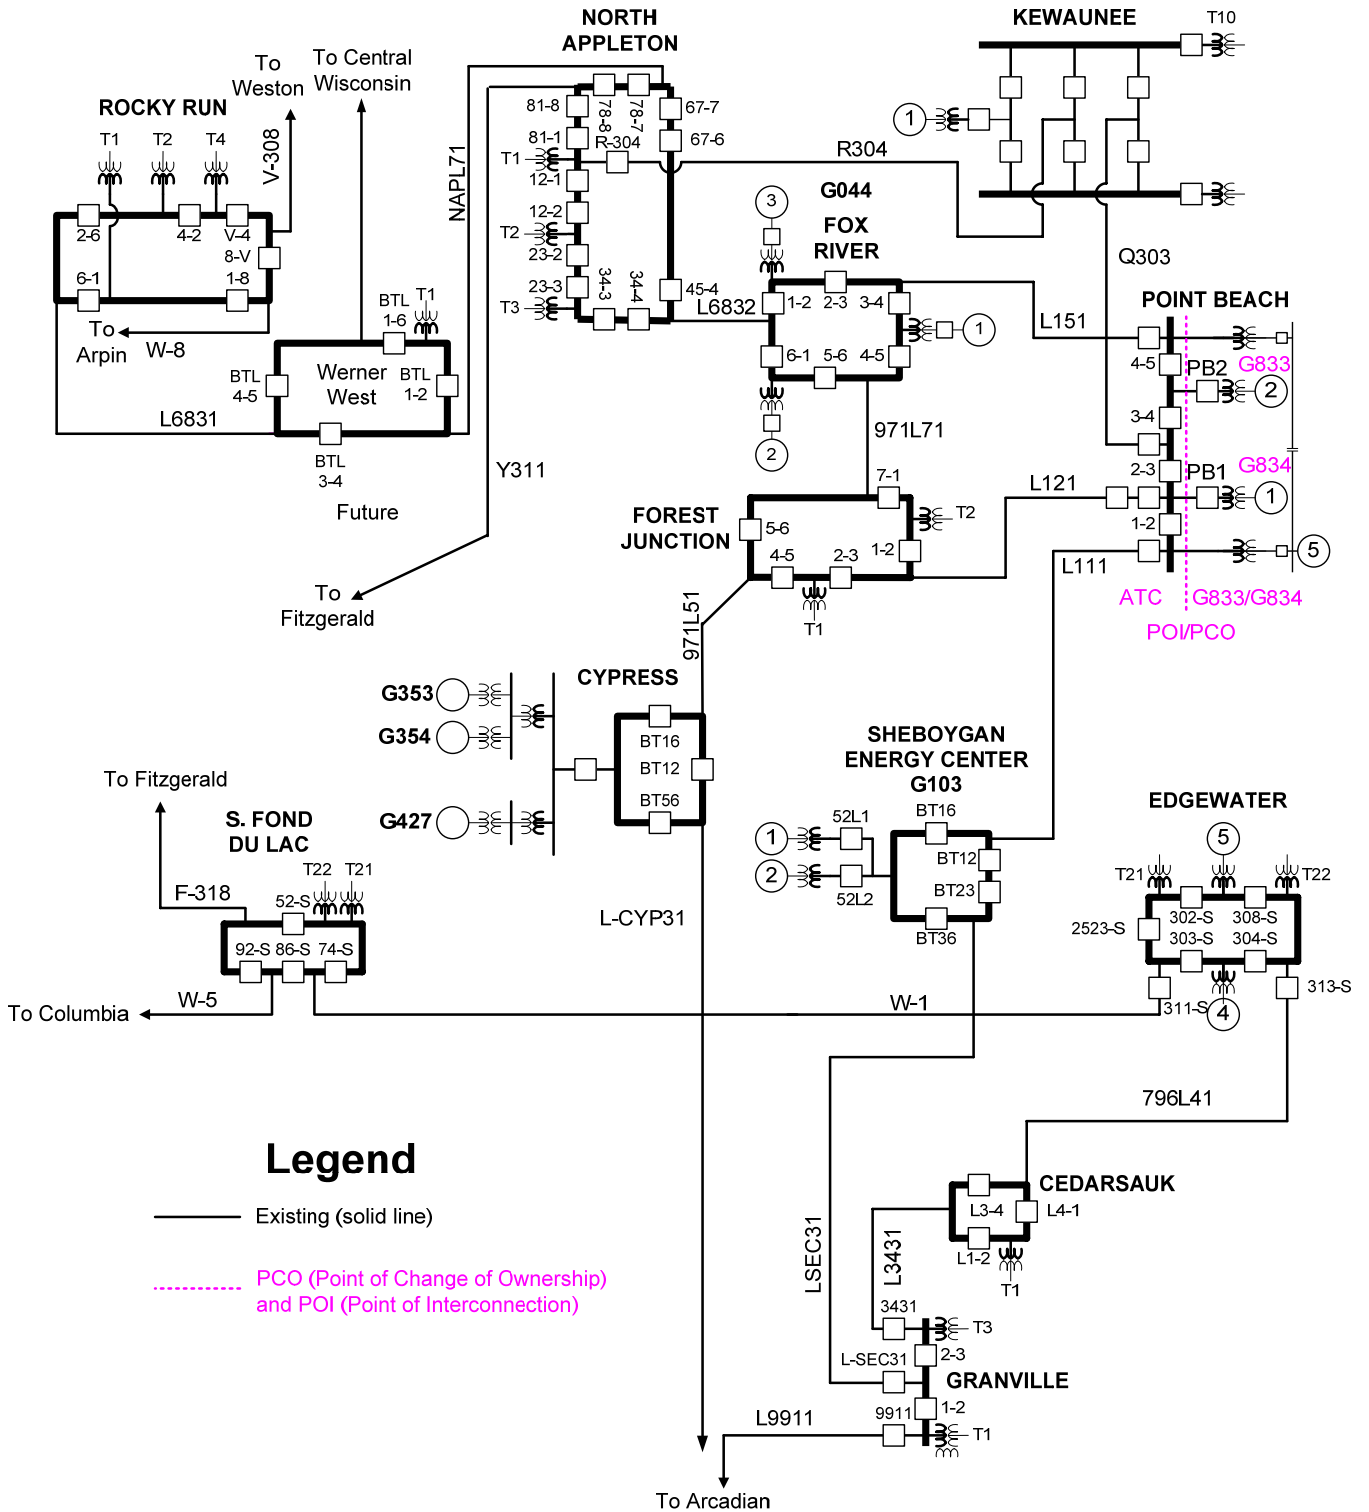 NORTH
APPLETON
KEWAUNEE
T10
To
Weston
To Central
Wisconsin
ROCKY RUN
T1
T2
T4
V-308
NAPL71
81-8
78-8
78-7
67-7
81-1
R-304
67-6
T1
12-1
12-2
T2
23-2
23-3
34-3
34-4
45-4
T3
1
R304
G044
3
FOX
RIVER
Q303
2-6
4-2
V-4
8-V
6-1
1-8
BTL
1-6
T1
To
Arpin
W-8
Werner
West
BTL
4-5
BTL
1-2
L6831
BTL
3-4
Future
L6832
1-2
2-3
3-4
1
6-1
5-6
4-5
2
POINT BEACH
L151
4-5
PB2
G833
2
3-4
971L71
Y311
2-3
PB1
G834
1
L121
1-2
L111
5
ATC
G833/G834
POI/PCO
FOREST
JUNCTION
7-1
T2
5-6
4-5
2-3
1-2
T1
To
Fitzgerald
971L51
CYPRESS
G353
G354
G427
BT16
BT12
BT56
L-CYP31
SHEBOYGAN
ENERGY CENTER
G103
52L1
BT16
1
BT12
2
BT23
52L2
BT36
To Fitzgerald
S. FOND
DU LAC
T22
T21
F-318
52-S
92-S
86-S
74-S
To Columbia
W-5
W-1
EDGEWATER
5
T21
T22
302-S
308-S
2523-S
303-S
304-S
311-S
4
313-S
796L41
Legend
Existing (solid line)
PCO (Point of Change of Ownership)
and POI (Point of Interconnection)
CEDARSAUK
L3-4
L4-1
L1-2
T1
LSEC31
L3431
3431
T3
2-3
L-SEC31
GRANVILLE
1-2
L9911
9911
T1
To Arcadian